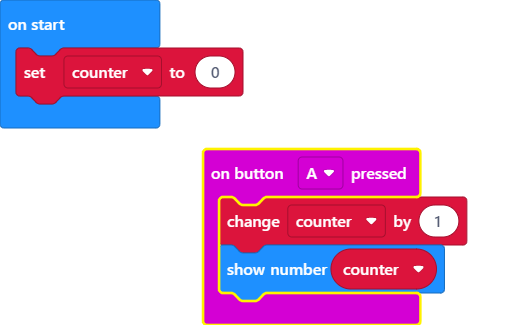 on start
set counter to 0
on button A pressed
change counter by 1
show number counter